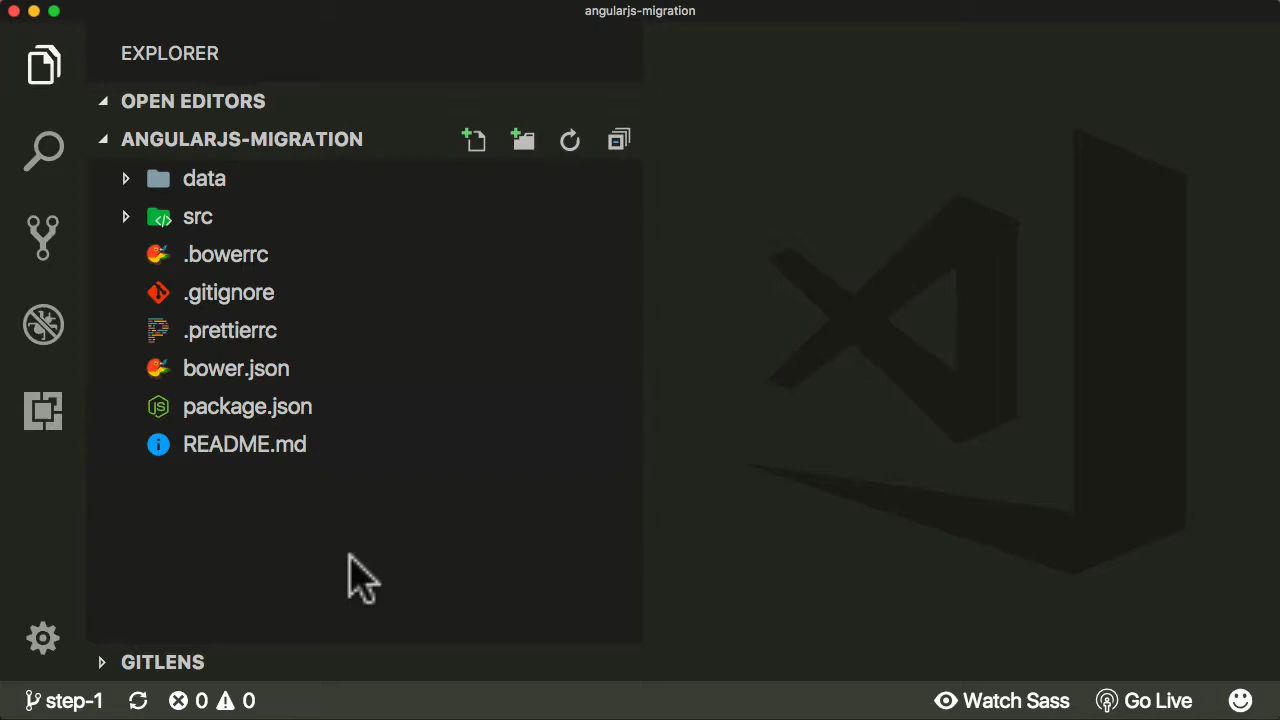 angularjs-migration
EXPLORER
OPEN EDITORS
ANGULARJS-MIGRATION
data
src
.bowerrc
.gitignore
.prettierrc
bower.json
package.json
README.md
GITLENS
step-1 0 0 Watch Sass Go Live